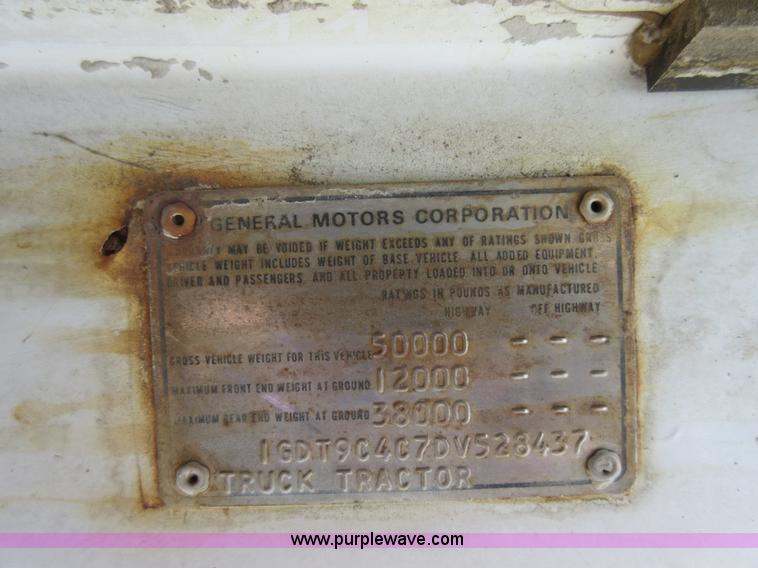 GENERAL MOTORS CORPORATION
MAY BE VOIDED IF WEIGHT EXCEEDS ANY OF RATINGS SHOWN GROSS
VEHICLE WEIGHT INCLUDES WEIGHT OF BASE VEHICLE, ALL ADDED EQUIPMENT,
DRIVER AND PASSENGERS, AND ALL PROPERTY LOADED INTO OR ONTO VEHICLE
RATINGS IN POUNDS AS MANUFACTURED
HIGHWAY OFF HIGHWAY
GROSS VEHICLE WEIGHT FOR THIS VEHICLE 50000 - - -
MAXIMUM FRONT END WEIGHT AT GROUND 12000 - - -
MAXIMUM REAR END WEIGHT AT GROUND 38000 - - -
1GDT9C4C7DV528437
TRUCK TRACTOR
www.purplewave.com